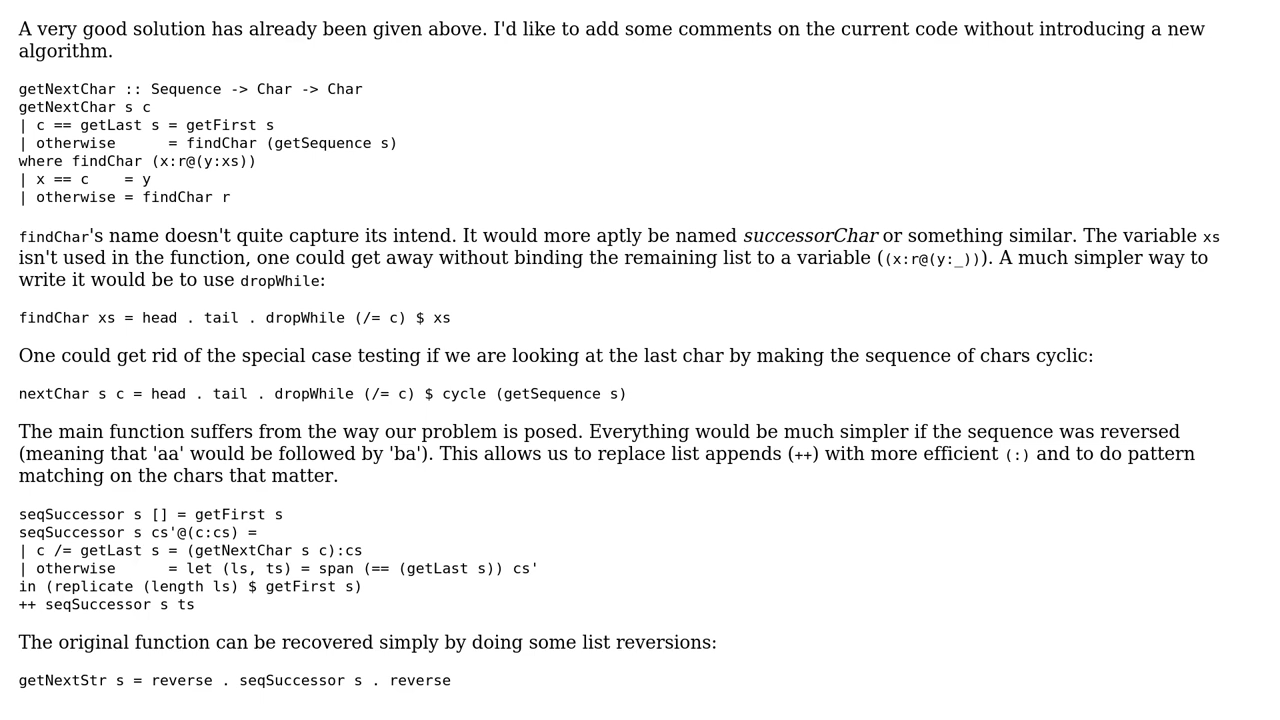 A very good solution has already been given above. I'd like to add some comments on the current code without introducing a new
algorithm.
getNextChar :: Sequence -> Char -> Char
getNextChar s c
| c == getLast s = getFirst s
| otherwise      = findChar (getSequence s)
where findChar (x:r@(y:xs))
| x == c    = y
| otherwise = findChar r
findChar's name doesn't quite capture its intend. It would more aptly be named successorChar or something similar. The variable xs
isn't used in the function, one could get away without binding the remaining list to a variable ((x:r@(y:_))). A much simpler way to
write it would be to use dropWhile:
findChar xs = head . tail . dropWhile (/= c) $ xs
One could get rid of the special case testing if we are looking at the last char by making the sequence of chars cyclic:
nextChar s c = head . tail . dropWhile (/= c) $ cycle (getSequence s)
The main function suffers from the way our problem is posed. Everything would be much simpler if the sequence was reversed
(meaning that 'aa' would be followed by 'ba'). This allows us to replace list appends (++) with more efficient (:) and to do pattern
matching on the chars that matter.
seqSuccessor s [] = getFirst s
seqSuccessor s cs'@(c:cs) =
| c /= getLast s = (getNextChar s c):cs
| otherwise      = let (ls, ts) = span (== (getLast s)) cs'
in (replicate (length ls) $ getFirst s)
++ seqSuccessor s ts
The original function can be recovered simply by doing some list reversions:
getNextStr s = reverse . seqSuccessor s . reverse